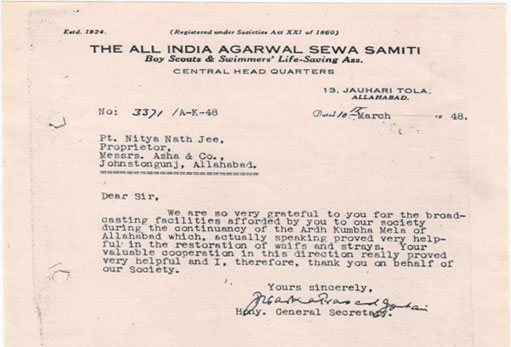 Estd. 1924. (Registered under Societies Act XXI of 1860)
THE ALL INDIA AGARWAL SEWA SAMITI
Boy Scouts & Swimmers' Life-Saving Ass.
CENTRAL HEAD QUARTERS
13, JAUHARI TOLA,
ALLAHABAD.
No: 3371/A-K-48 Dated 10th March 19 48.
Pt. Nitya Nath Jee,
Proprietor,
Messrs. Asha & Co.,
Johnstongunj, Allahabad.
Dear Sir,
We are so very grateful to you for the broad-
casting facilities afforded by you to our society
during the continuancy of the Ardh Kumbha Mela of
Allahabad which, actually speaking proved very help-
ful in the restoration of waifs and strays. Your
valuable cooperation in this direction really proved
very helpful and I, therefore, thank you on behalf of
our Society.
Yours sincerely,
Hony. General Secretary.